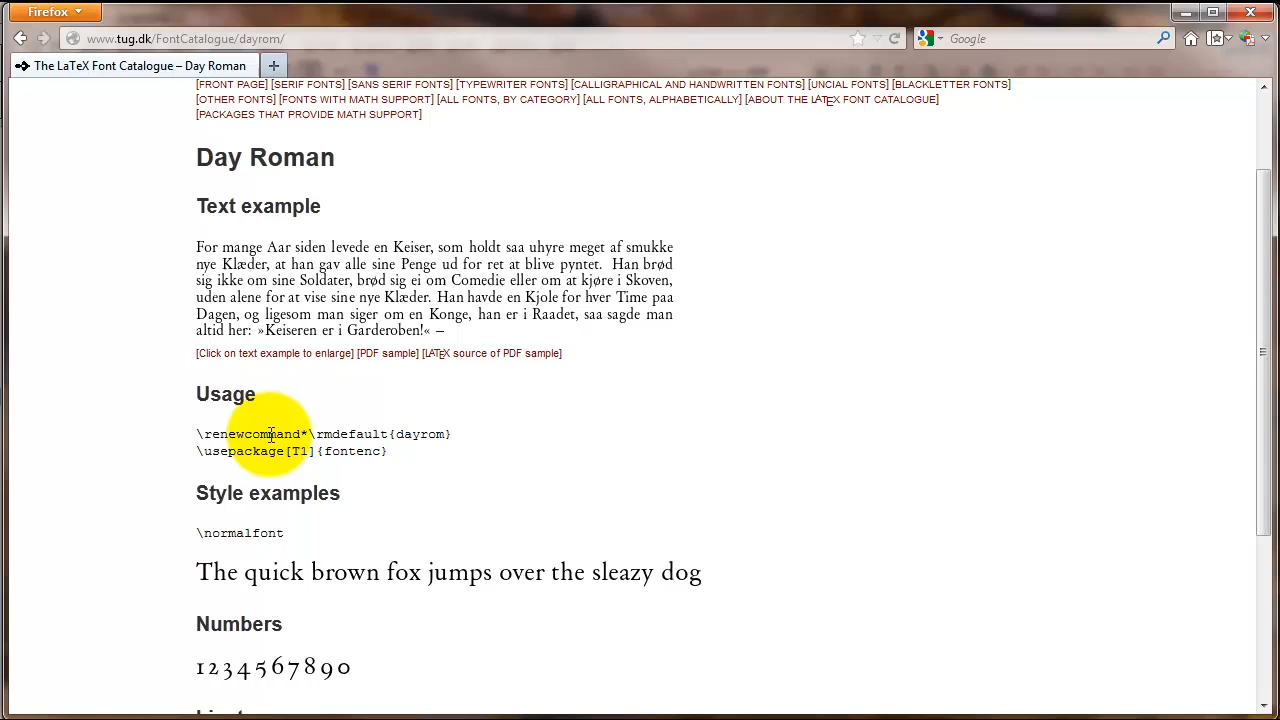 Firefox
www.tug.dk/FontCatalogue/dayrom/
Google
The LaTeX Font Catalogue – Day Roman
[FRONT PAGE] [SERIF FONTS] [SANS SERIF FONTS] [TYPEWRITER FONTS] [CALLIGRAPHICAL AND HANDWRITTEN FONTS] [UNCIAL FONTS] [BLACKLETTER FONTS]
[OTHER FONTS] [FONTS WITH MATH SUPPORT] [ALL FONTS, BY CATEGORY] [ALL FONTS, ALPHABETICALLY] [ABOUT THE LATEX FONT CATALOGUE]
[PACKAGES THAT PROVIDE MATH SUPPORT]
Day Roman
Text example
For mange Aar siden levede en Keiser, som holdt saa uhyre meget af smukke
nye Klæder, at han gav alle sine Penge ud for ret at blive pyntet. Han brød
sig ikke om sine Soldater, brød sig ei om Comedie eller om at kjøre i Skoven,
uden alene for at vise sine nye Klæder. Han havde en Kjole for hver Time paa
Dagen, og ligesom man siger om en Konge, han er i Raadet, saa sagde man
altid her: »Keiseren er i Garderoben!« –
[Click on text example to enlarge] [PDF sample] [LATEX source of PDF sample]
Usage
\renewcommand*\rmdefault{dayrom}
\usepackage[T1]{fontenc}
Style examples
\normalfont
The quick brown fox jumps over the sleazy dog
Numbers
1234567890